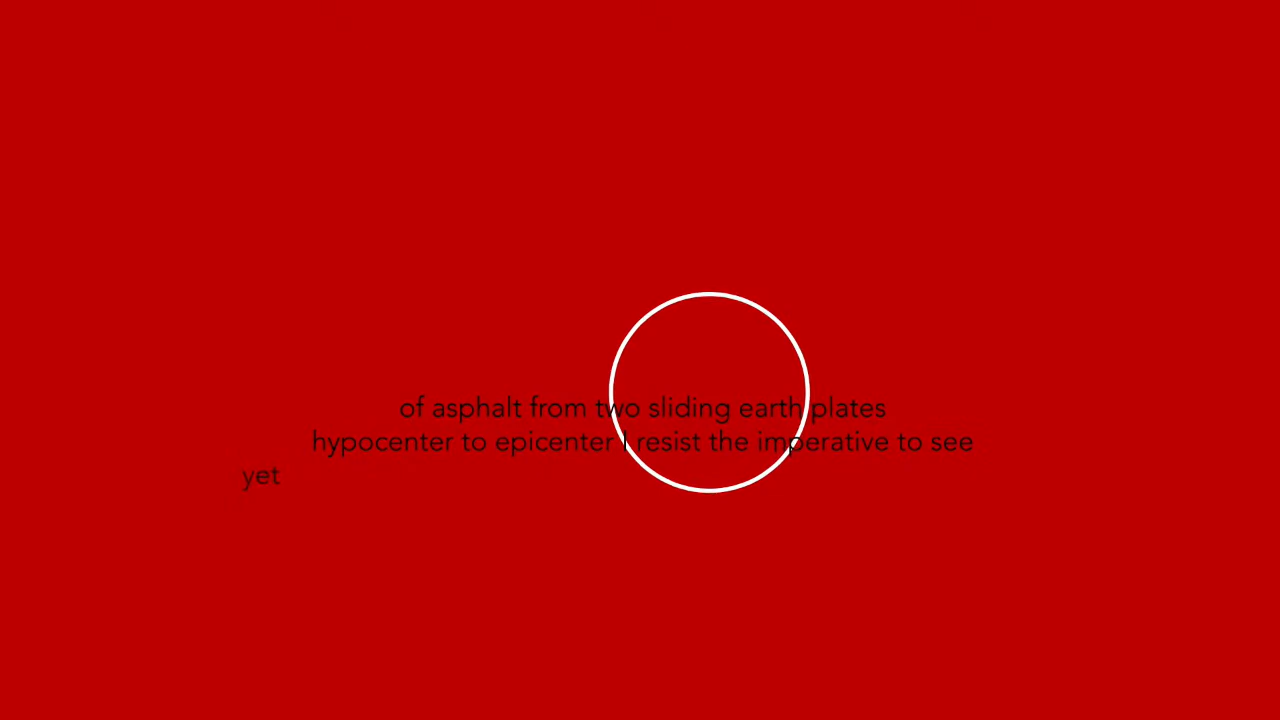 of asphalt from two sliding earth plates
hypocenter to epicenter I resist the imperative to see
yet